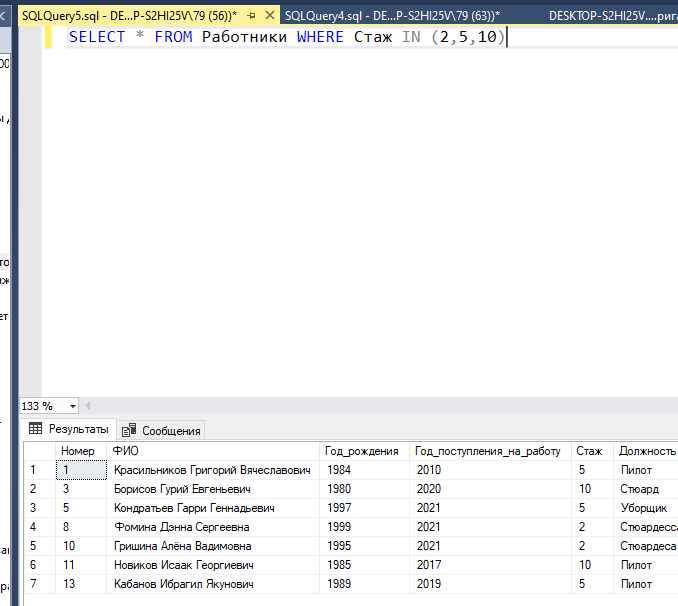 SQLQuery5.sql - DE...P-S2HI25V\79 (56))* SQLQuery4.sql - DE...P-S2HI25V\79 (63))* DESKTOP-S2HI25V....рига
SELECT * FROM Работники WHERE Стаж IN (2,5,10)
133 %
Результаты Сообщения
Номер ФИО Год_рождения Год_поступления_на_работу Стаж Должность
1 1 Красильников Григорий Вячеславович 1984 2010 5 Пилот
2 3 Борисов Гурий Евгеньевич 1980 2020 10 Стюард
3 5 Кондратьев Гарри Геннадьевич 1997 2021 5 Уборщик
4 8 Фомина Дэнна Сергеевна 1999 2021 2 Стюардесс
5 10 Гришина Алёна Вадимовна 1995 2021 2 Стюардеса
6 11 Новиков Исаак Георгиевич 1985 2017 10 Пилот
7 13 Кабанов Ибрагил Якунович 1989 2019 5 Пилот